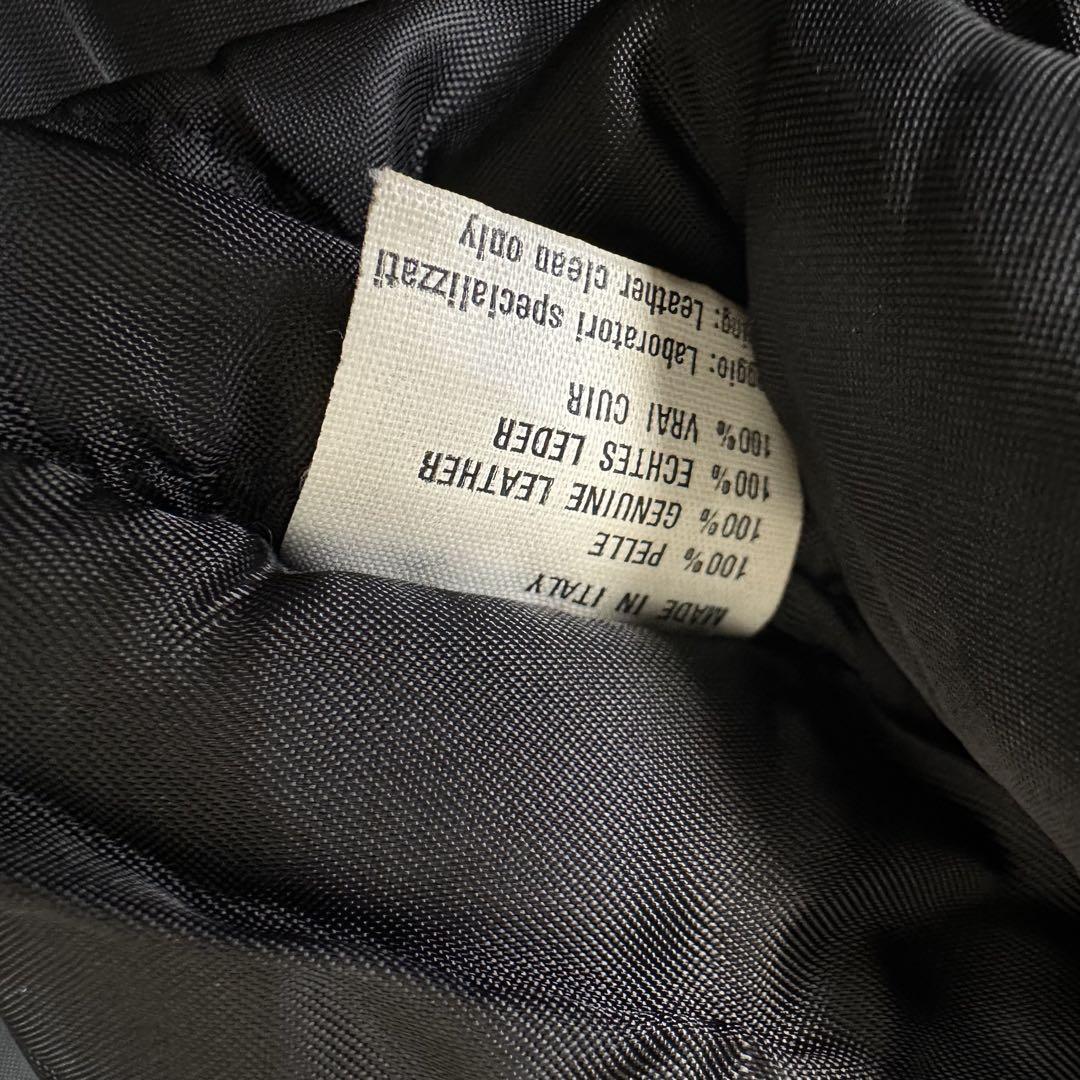 MADE IN ITALY
100% PELLE
100% GENUINE LEATHER
100% ECHTES LEDER
100% VRAI CUIR
aggio: Laboratori specializzati
ing: Leather clean only